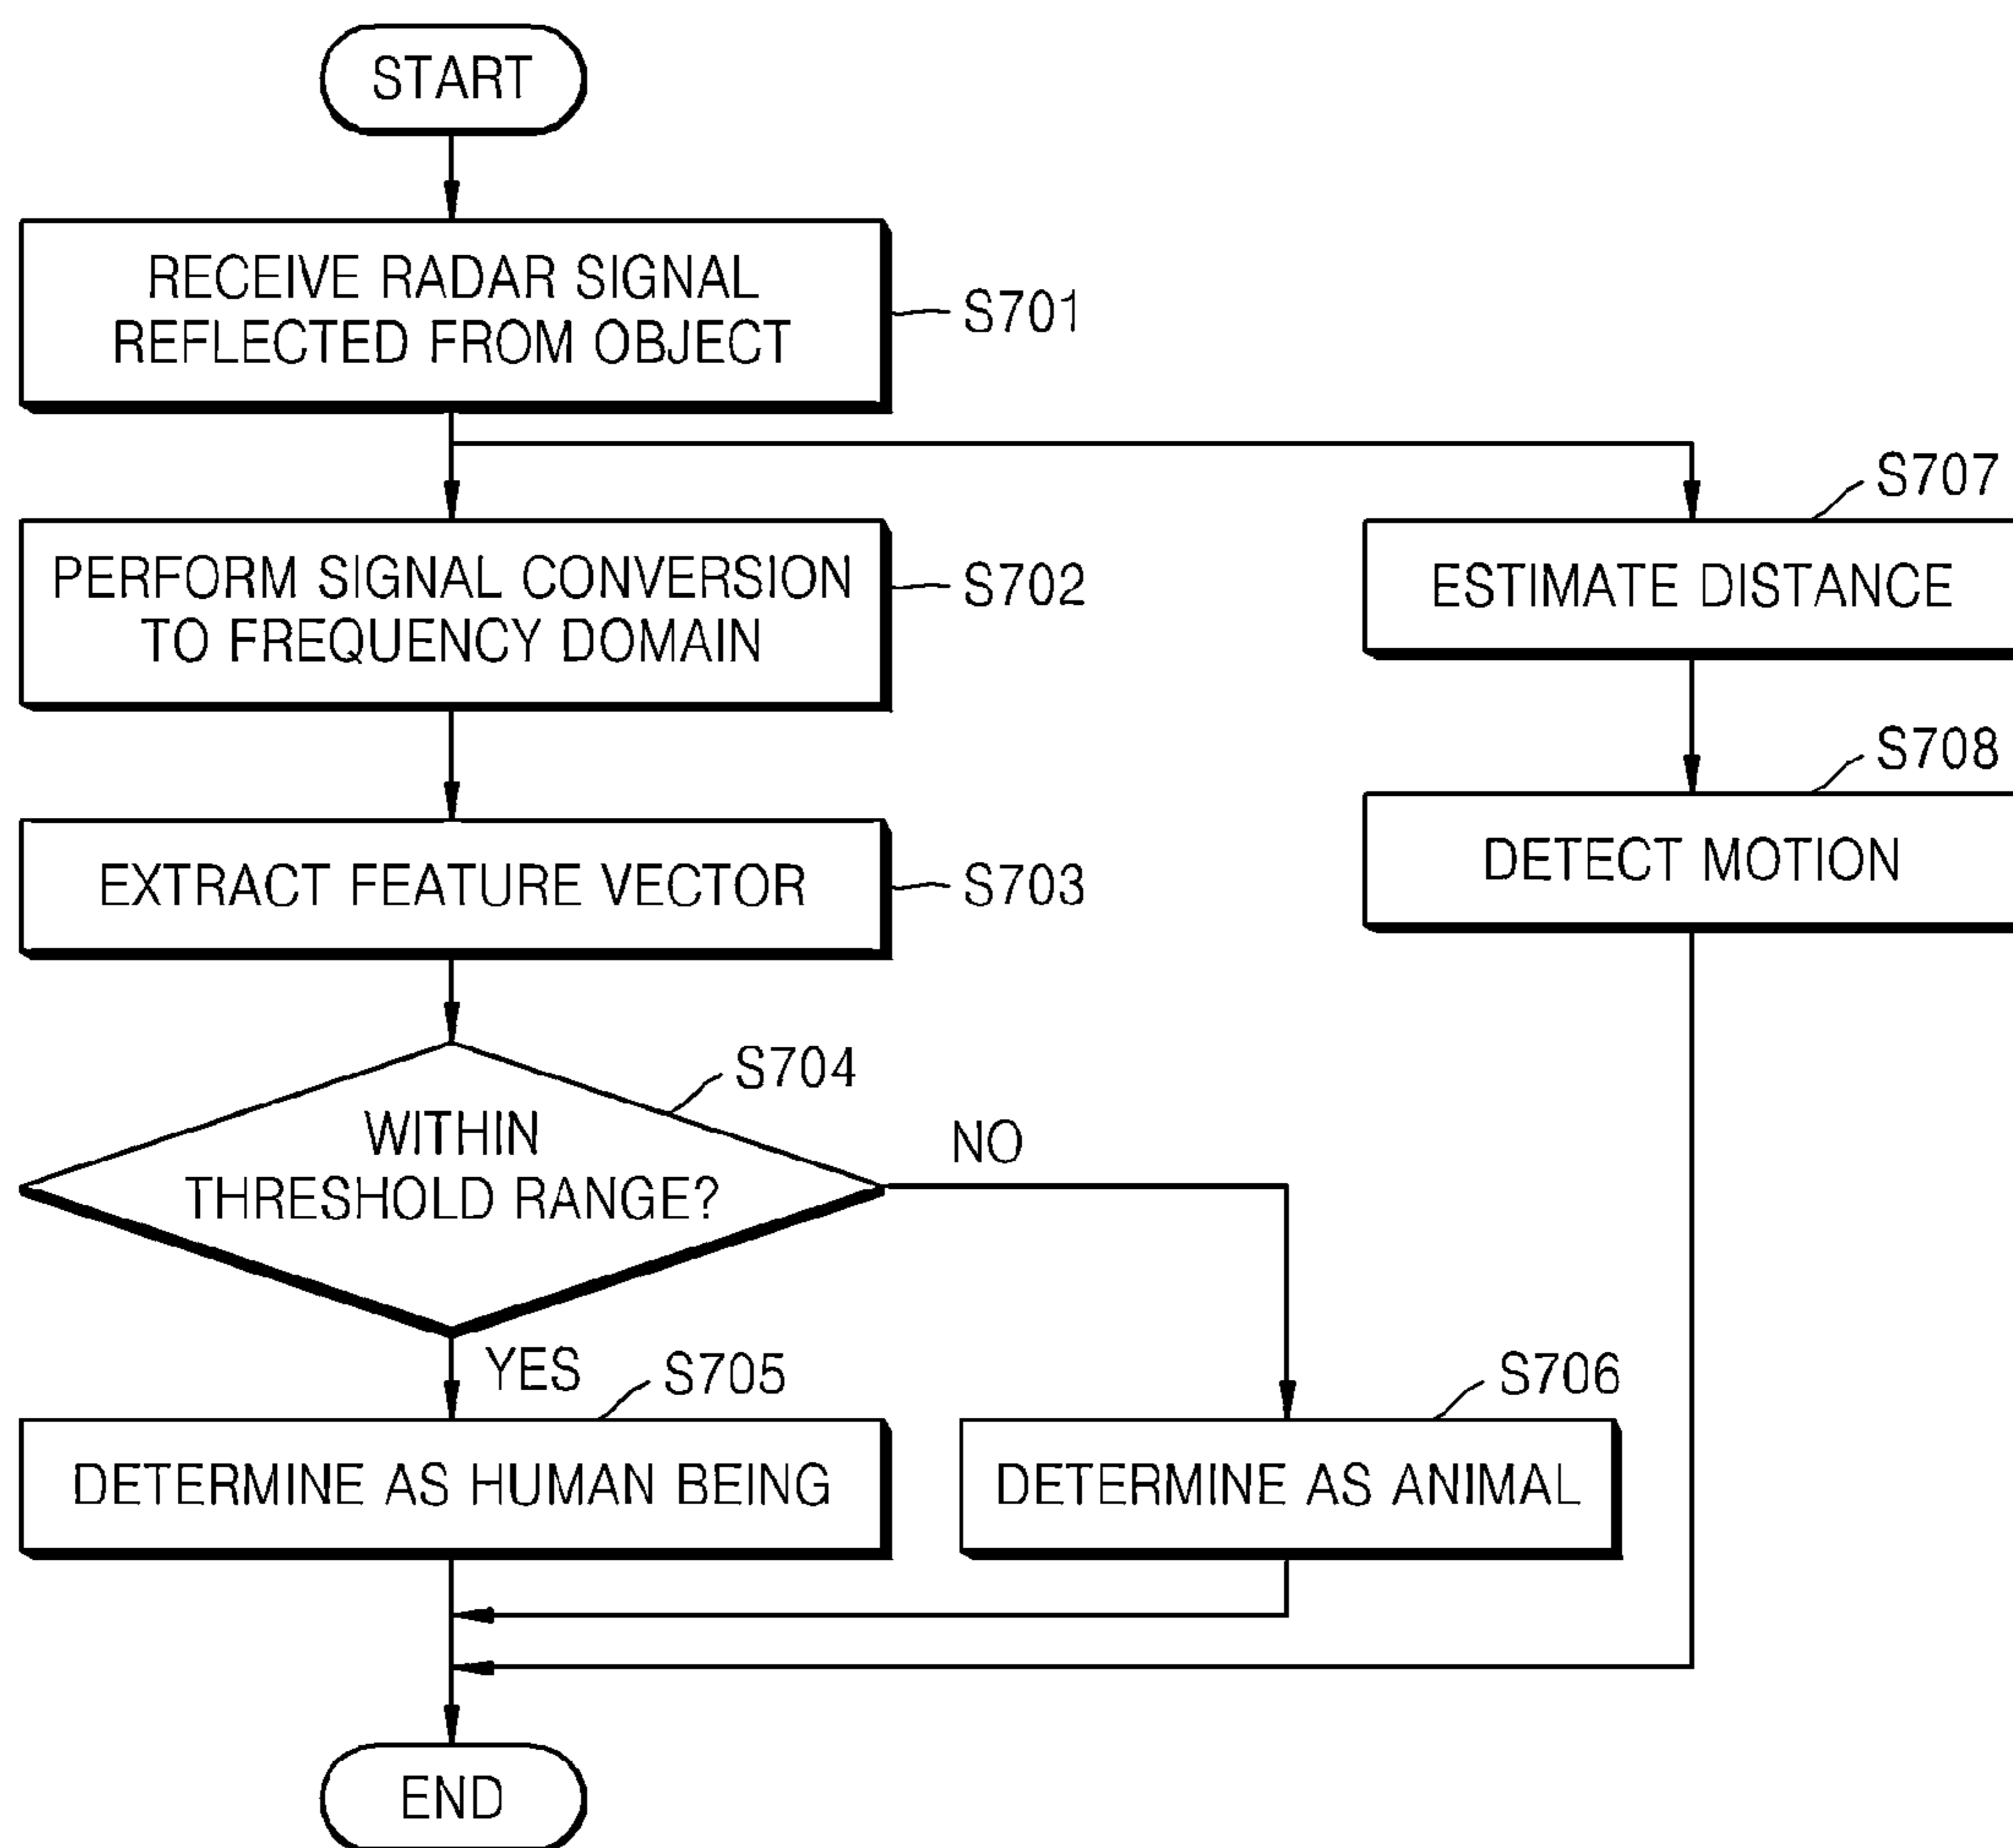 START
RECEIVE RADAR SIGNAL
REFLECTED FROM OBJECT
S701
PERFORM SIGNAL CONVERSION
TO FREQUENCY DOMAIN
S702
S707
ESTIMATE DISTANCE
EXTRACT FEATURE VECTOR
S703
S708
DETECT MOTION
S704
WITHIN
THRESHOLD RANGE?
NO
YES
S705
DETERMINE AS HUMAN BEING
S706
DETERMINE AS ANIMAL
END